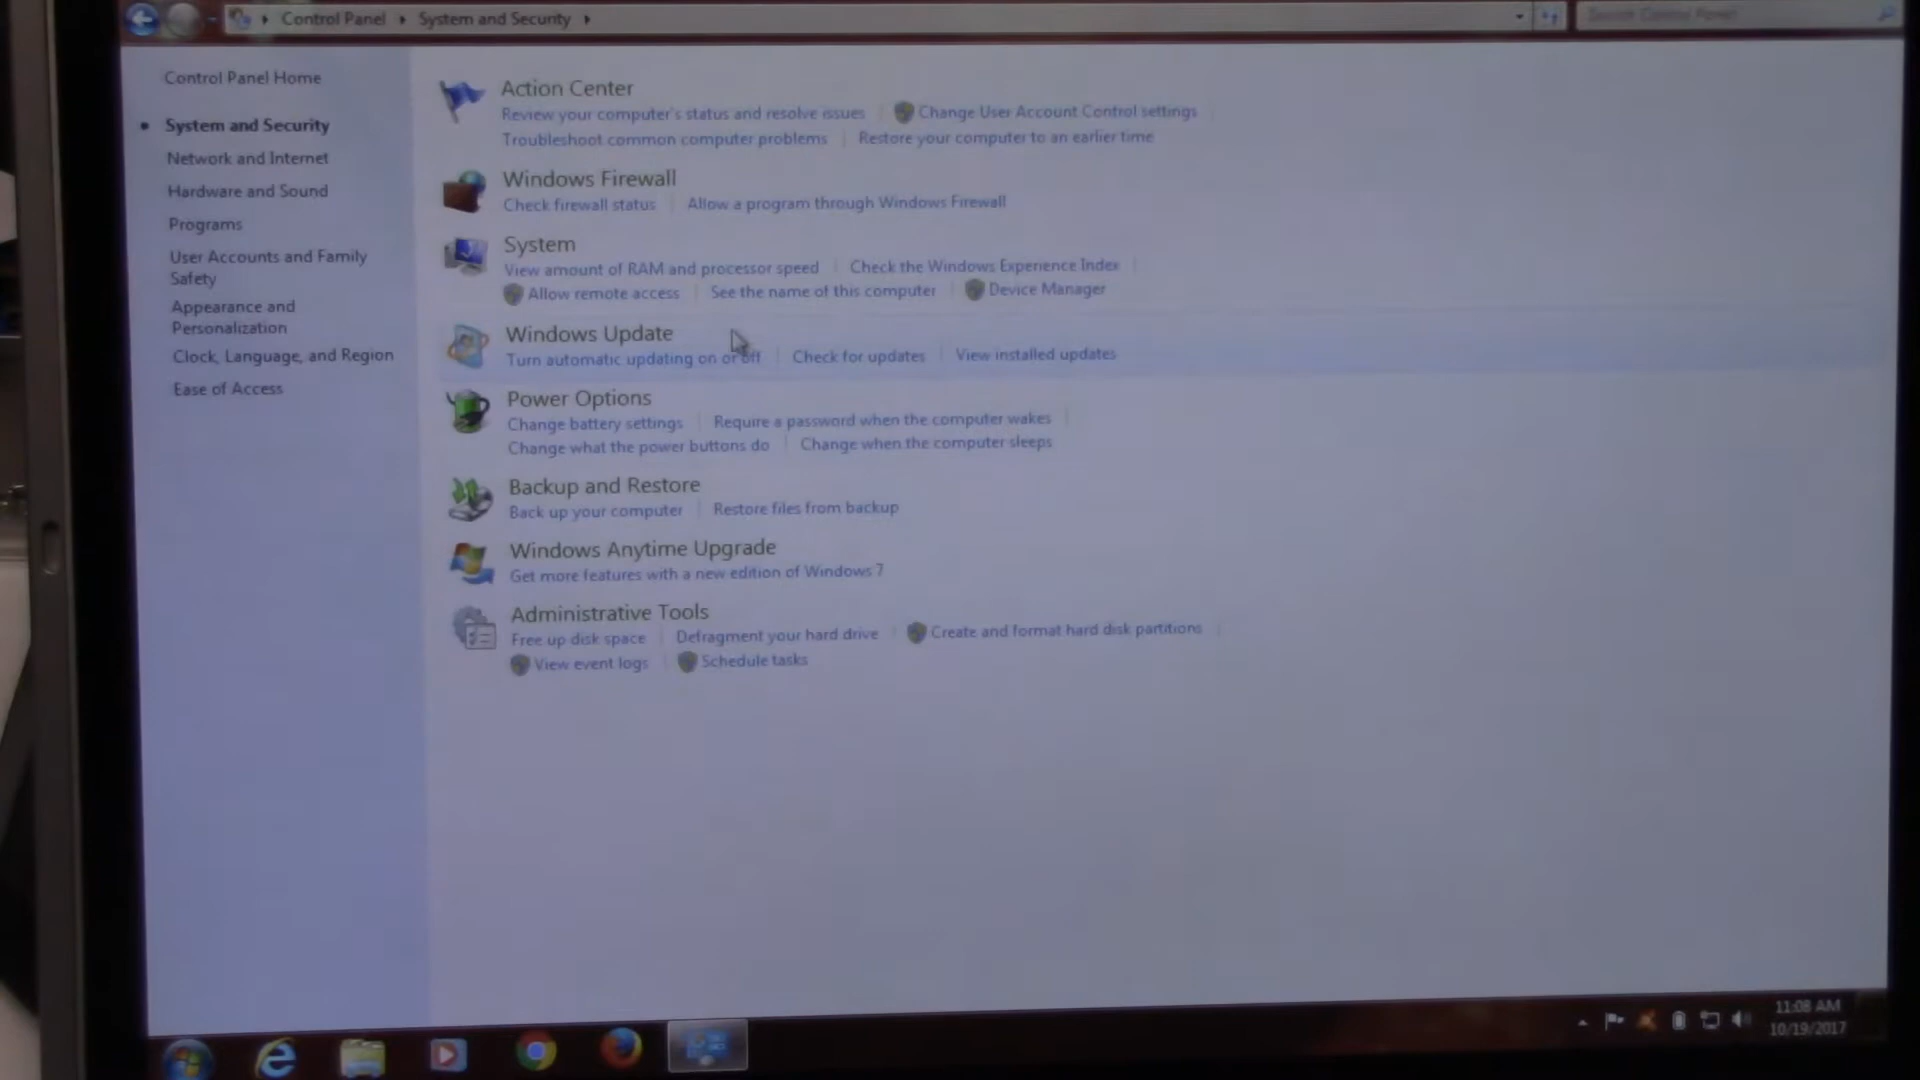 Control Panel System and Security
Search Control Panel
Control Panel Home
System and Security
Network and Internet
Hardware and Sound
Programs
User Accounts and Family
Safety
Appearance and
Personalization
Clock, Language, and Region
Ease of Access
Action Center
Review your computer's status and resolve issues Change User Account Control settings
Troubleshoot common computer problems Restore your computer to an earlier time
Windows Firewall
Check firewall status Allow a program through Windows Firewall
System
View amount of RAM and processor speed Check the Windows Experience Index
Allow remote access See the name of this computer Device Manager
Windows Update
Turn automatic updating on or off Check for updates View installed updates
Power Options
Change battery settings Require a password when the computer wakes
Change what the power buttons do Change when the computer sleeps
Backup and Restore
Back up your computer Restore files from backup
Windows Anytime Upgrade
Get more features with a new edition of Windows 7
Administrative Tools
Free up disk space Defragment your hard drive Create and format hard disk partitions
View event logs Schedule tasks
11:08 AM
10/19/2017